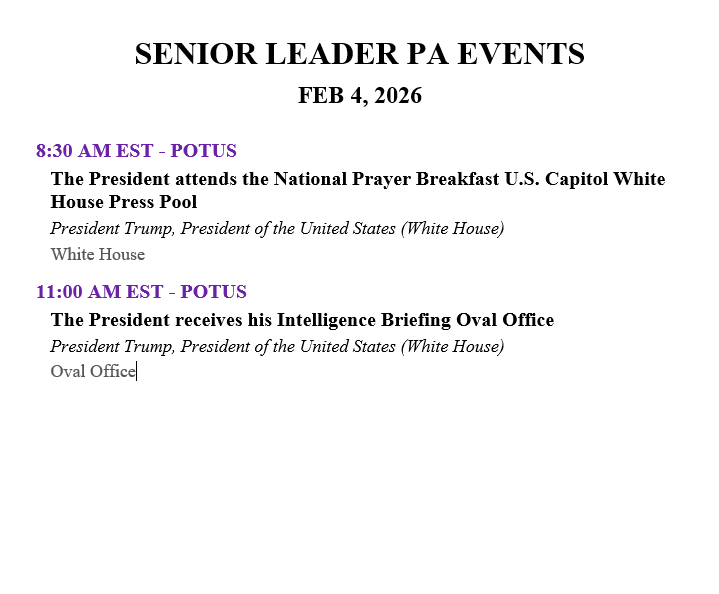 SENIOR LEADER PA EVENTS
FEB 4, 2026
8:30 AM EST - POTUS
The President attends the National Prayer Breakfast U.S. Capitol White
House Press Pool
President Trump, President of the United States (White House)
White House
11:00 AM EST - POTUS
The President receives his Intelligence Briefing Oval Office
President Trump, President of the United States (White House)
Oval Office